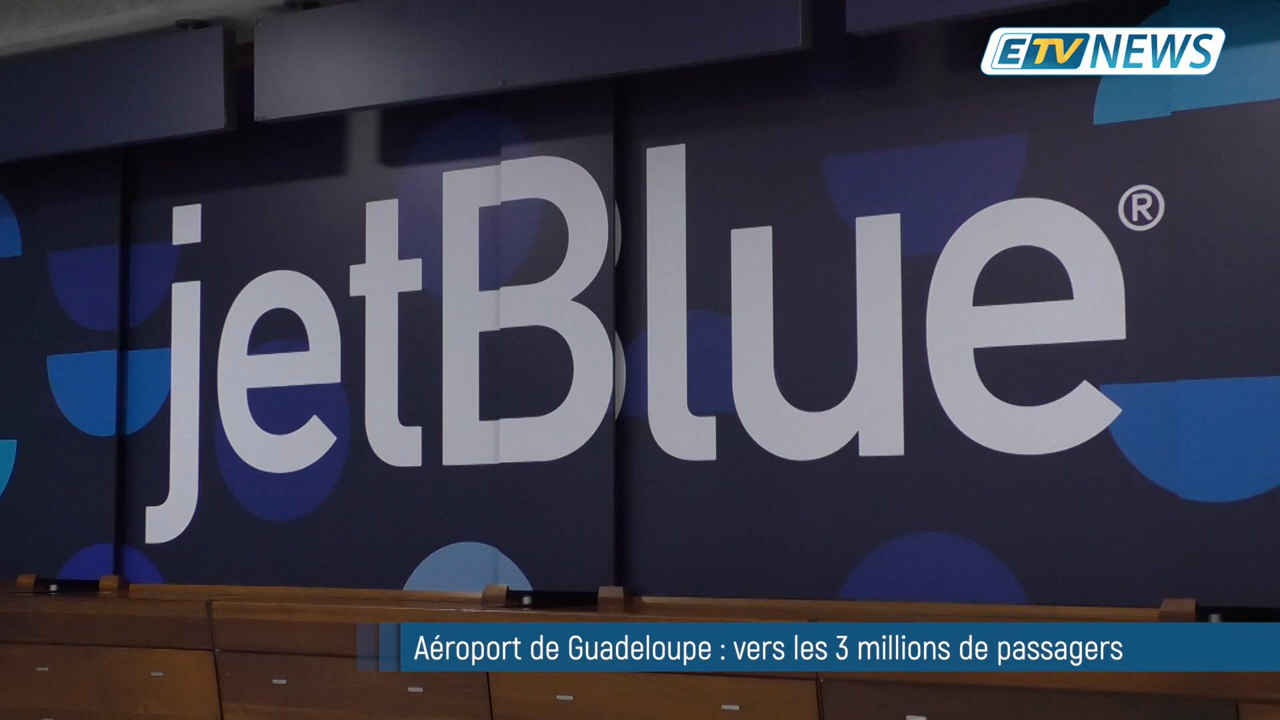 ETV NEWS
jetBlue®
Aéroport de Guadeloupe : vers les 3 millions de passagers